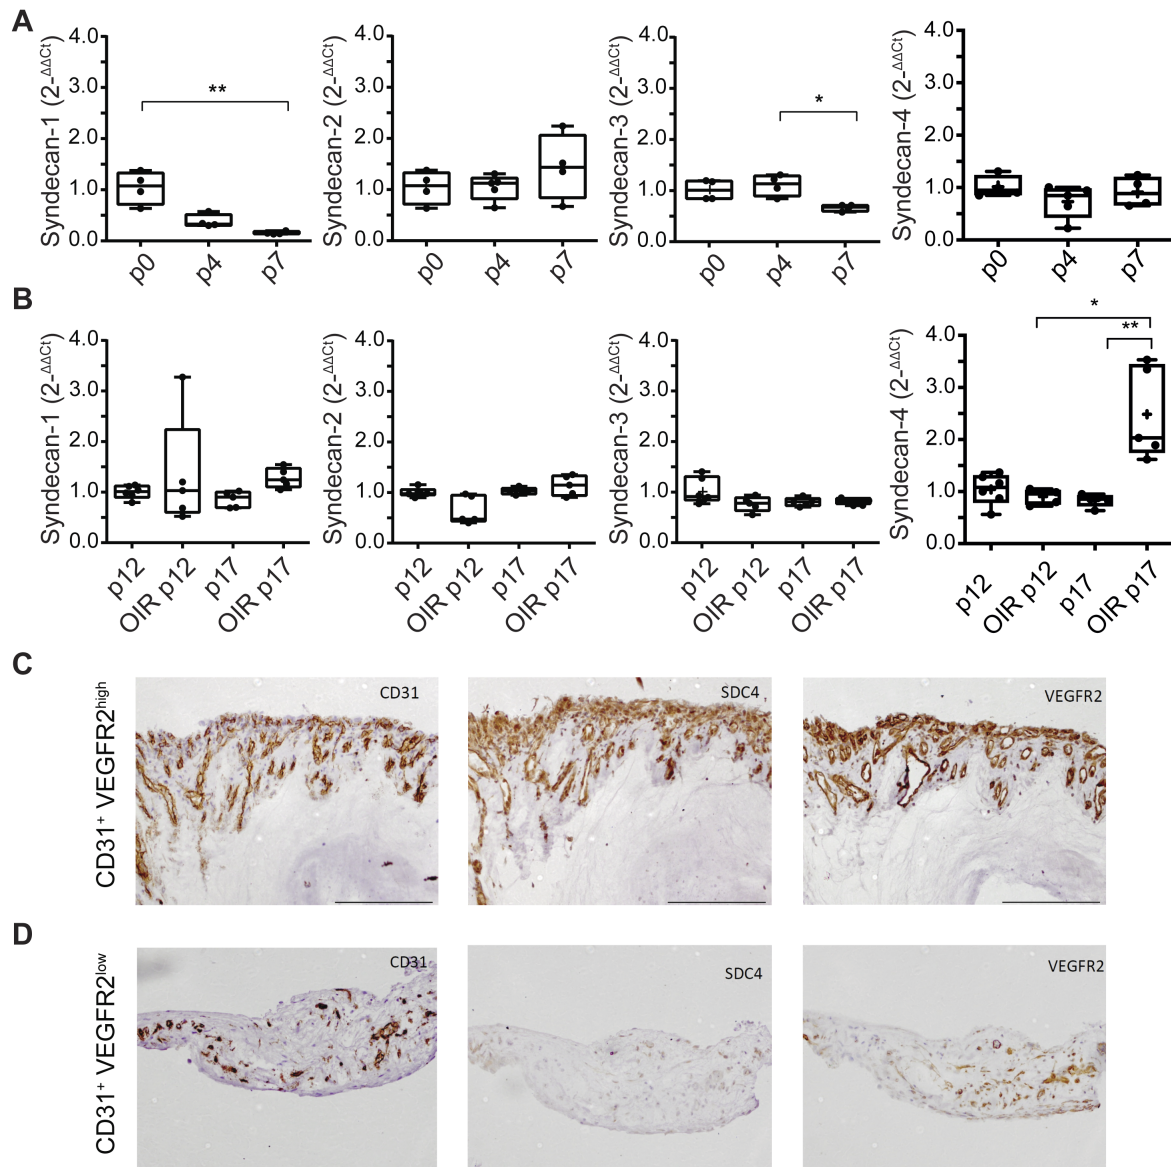 A
Syndecan-1 (2-ΔΔCt)
4.0
3.0
2.0
1.0
0.0
**
p0
p4
p7
Syndecan-2 (2-ΔΔCt)
4.0
3.0
2.0
1.0
0.0
p0
p4
p7
Syndecan-3 (2-ΔΔCt)
4.0
3.0
2.0
1.0
0.0
*
p0
p4
p7
Syndecan-4 (2-ΔΔCt)
4.0
3.0
2.0
1.0
0.0
p0
p4
p7
B
Syndecan-1 (2-ΔΔCt)
4.0
3.0
2.0
1.0
0.0
p12
OIR p12
p17
OIR p17
Syndecan-2 (2-ΔΔCt)
4.0
3.0
2.0
1.0
0.0
p12
OIR p12
p17
OIR p17
Syndecan-3 (2-ΔΔCt)
4.0
3.0
2.0
1.0
0.0
p12
OIR p12
p17
OIR p17
Syndecan-4 (2-ΔΔCt)
4.0
3.0
2.0
1.0
0.0
*
**
p12
OIR p12
p17
OIR p17
C
CD31+ VEGFR2high
CD31
SDC4
VEGFR2
D
CD31+ VEGFR2low
CD31
SDC4
VEGFR2